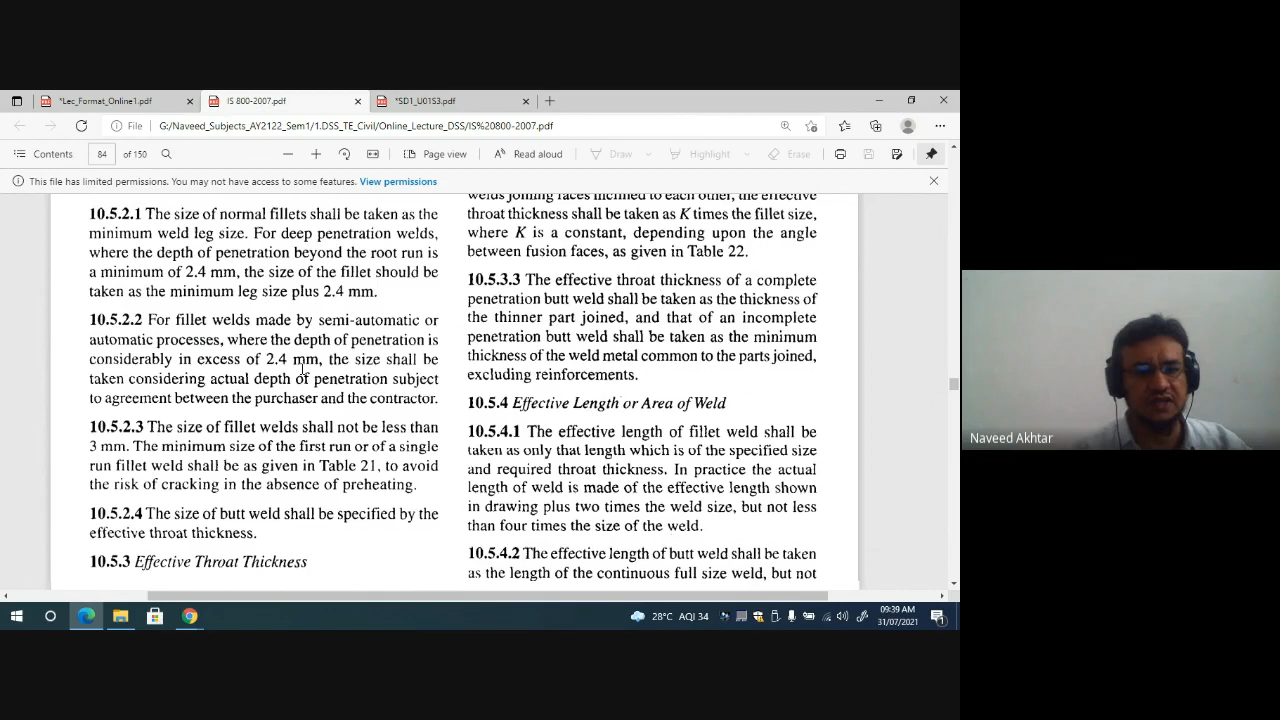 *Lec_Format_Online1.pdf
IS 800-2007.pdf
*SD1_U01S3.pdf
File
G:/Naveed_Subjects_AY2122_Sem1/1.DSS_TE_Civil/Online_Lecture_DSS/IS%20800-2007.pdf
Contents
84
of 150
Page view
Read aloud
Draw
Highlight
Erase
This file has limited permissions. You may not have access to some features. View permissions
10.5.2.1 The size of normal fillets shall be taken as the
minimum weld leg size. For deep penetration welds,
where the depth of penetration beyond the root run is
a minimum of 2.4 mm, the size of the fillet should be
taken as the minimum leg size plus 2.4 mm.
10.5.2.2 For fillet welds made by semi-automatic or
automatic processes, where the depth of penetration is
considerably in excess of 2.4 mm, the size shall be
taken considering actual depth of penetration subject
to agreement between the purchaser and the contractor.
10.5.2.3 The size of fillet welds shall not be less than
3 mm. The minimum size of the first run or of a single
run fillet weld shall be as given in Table 21, to avoid
the risk of cracking in the absence of preheating.
10.5.2.4 The size of butt weld shall be specified by the
effective throat thickness.
10.5.3 Effective Throat Thickness
welds joining faces inclined to each other, the effective
throat thickness shall be taken as K times the fillet size,
where K is a constant, depending upon the angle
between fusion faces, as given in Table 22.
10.5.3.3 The effective throat thickness of a complete
penetration butt weld shall be taken as the thickness of
the thinner part joined, and that of an incomplete
penetration butt weld shall be taken as the minimum
thickness of the weld metal common to the parts joined,
excluding reinforcements.
10.5.4 Effective Length or Area of Weld
10.5.4.1 The effective length of fillet weld shall be
taken as only that length which is of the specified size
and required throat thickness. In practice the actual
length of weld is made of the effective length shown
in drawing plus two times the weld size, but not less
than four times the size of the weld.
10.5.4.2 The effective length of butt weld shall be taken
as the length of the continuous full size weld, but not
Naveed Akhtar
28°C AQI 34
09:39 AM
31/07/2021
1